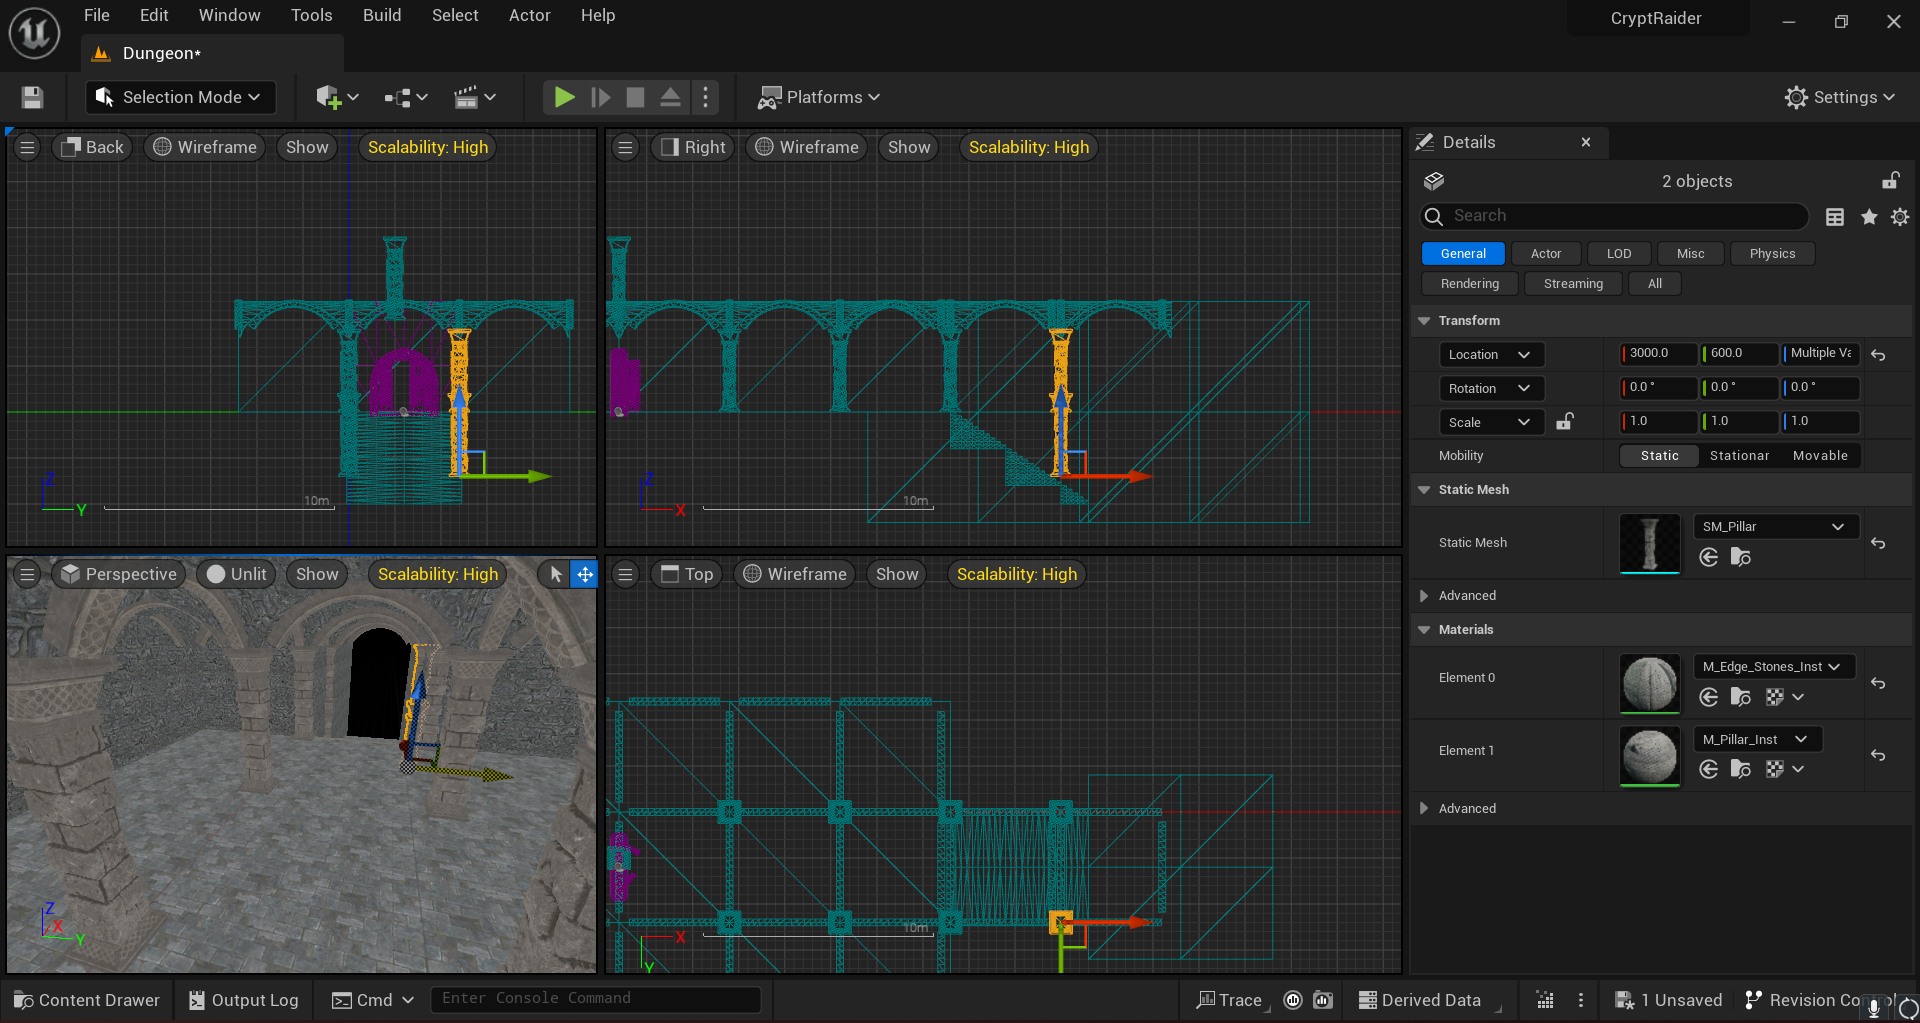 File Edit Window Tools Build Select Actor Help
CryptRaider
Dungeon*
Selection Mode
Platforms
Settings
Back Wireframe Show Scalability: High
Right Wireframe Show Scalability: High
10m
Z
Y
10m
Z
X
Perspective Unlit Show Scalability: High
Top Wireframe Show Scalability: High
Z
X
Y
10m
X
Y
Details
2 objects
Search
General Actor LOD Misc Physics
Rendering Streaming All
Transform
Location 3000.0 600.0 Multiple Va
Rotation 0.0 ° 0.0 ° 0.0 °
Scale 1.0 1.0 1.0
Mobility Static Stationar Movable
Static Mesh
Static Mesh SM_Pillar
Advanced
Materials
Element 0 M_Edge_Stones_Inst
Element 1 M_Pillar_Inst
Advanced
Content Drawer Output Log Cmd Enter Console Command
Trace Derived Data 1 Unsaved Revision Control